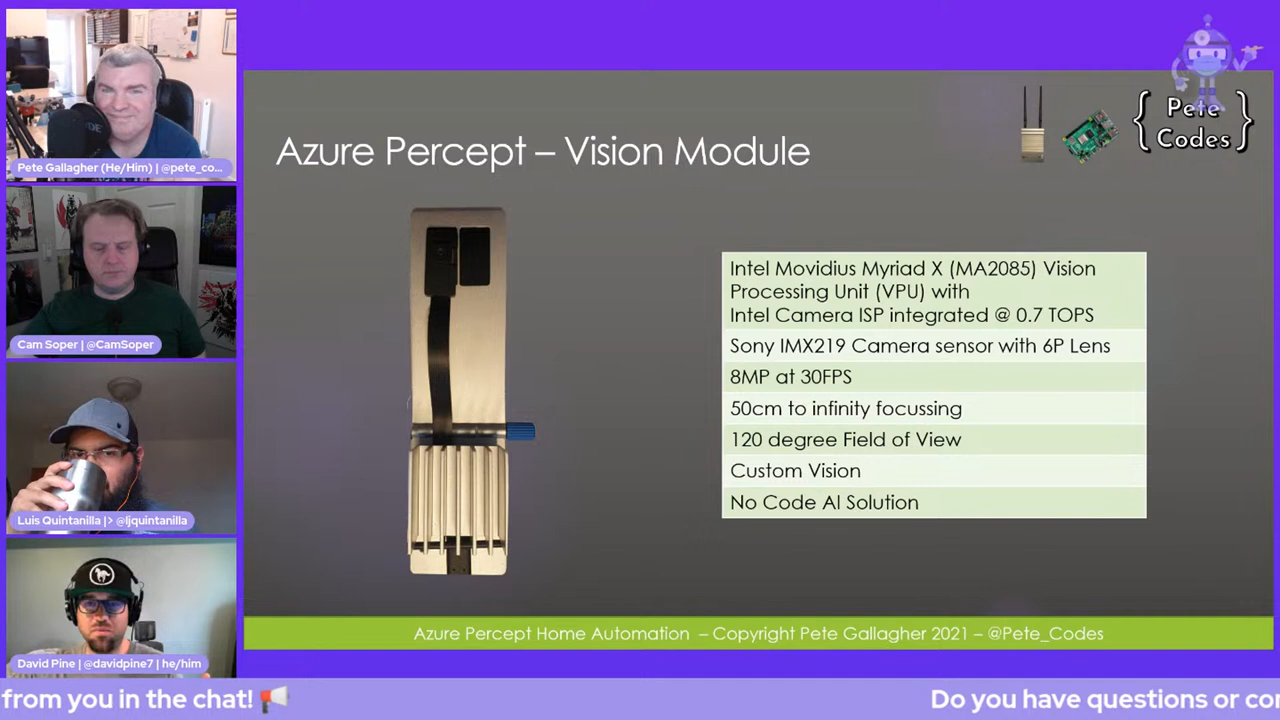 Pete Gallagher (He/Him) | @pete_co...
Cam Soper | @CamSoper
Luis Quintanilla |> @ljquintanilla
David Pine | @davidpine7 | he/him
Azure Percept – Vision Module
{ Pete
Codes }
Intel Movidius Myriad X (MA2085) Vision
Processing Unit (VPU) with
Intel Camera ISP integrated @ 0.7 TOPS
Sony IMX219 Camera sensor with 6P Lens
8MP at 30FPS
50cm to infinity focussing
120 degree Field of View
Custom Vision
No Code AI Solution
Azure Percept Home Automation – Copyright Pete Gallagher 2021 – @Pete_Codes
from you in the chat! Do you have questions or co